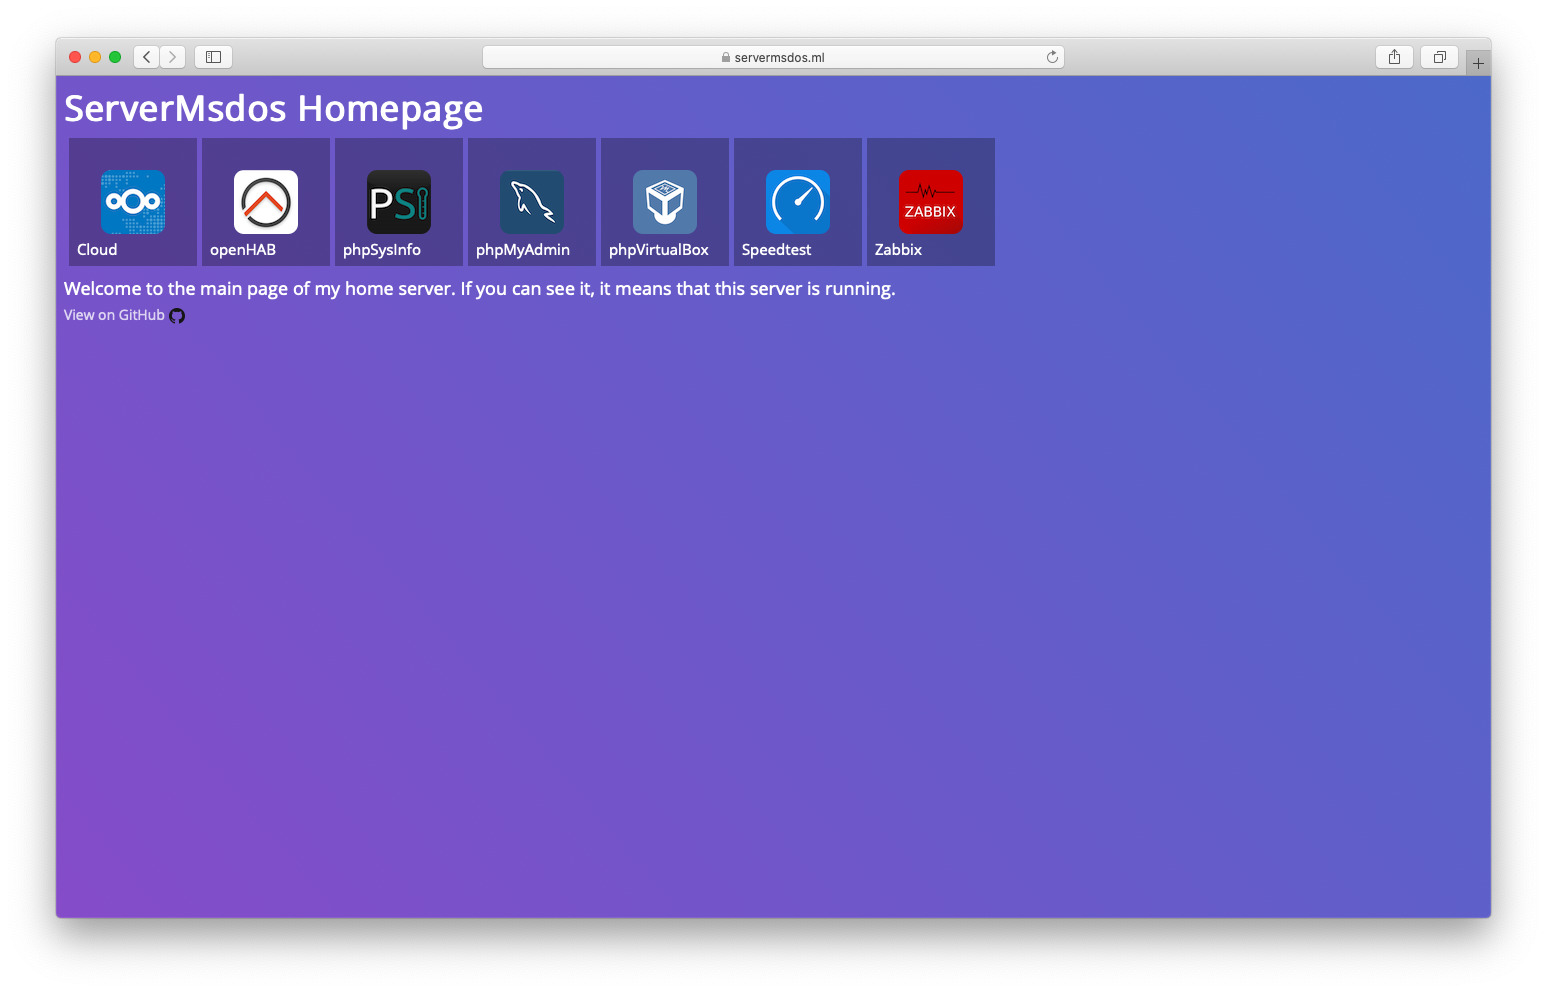 servermsdos.ml
ServerMsdos Homepage
PSI
ZABBIX
Cloud openHAB phpSysInfo phpMyAdmin phpVirtualBox Speedtest Zabbix
Welcome to the main page of my home server. If you can see it, it means that this server is running.
View on GitHub